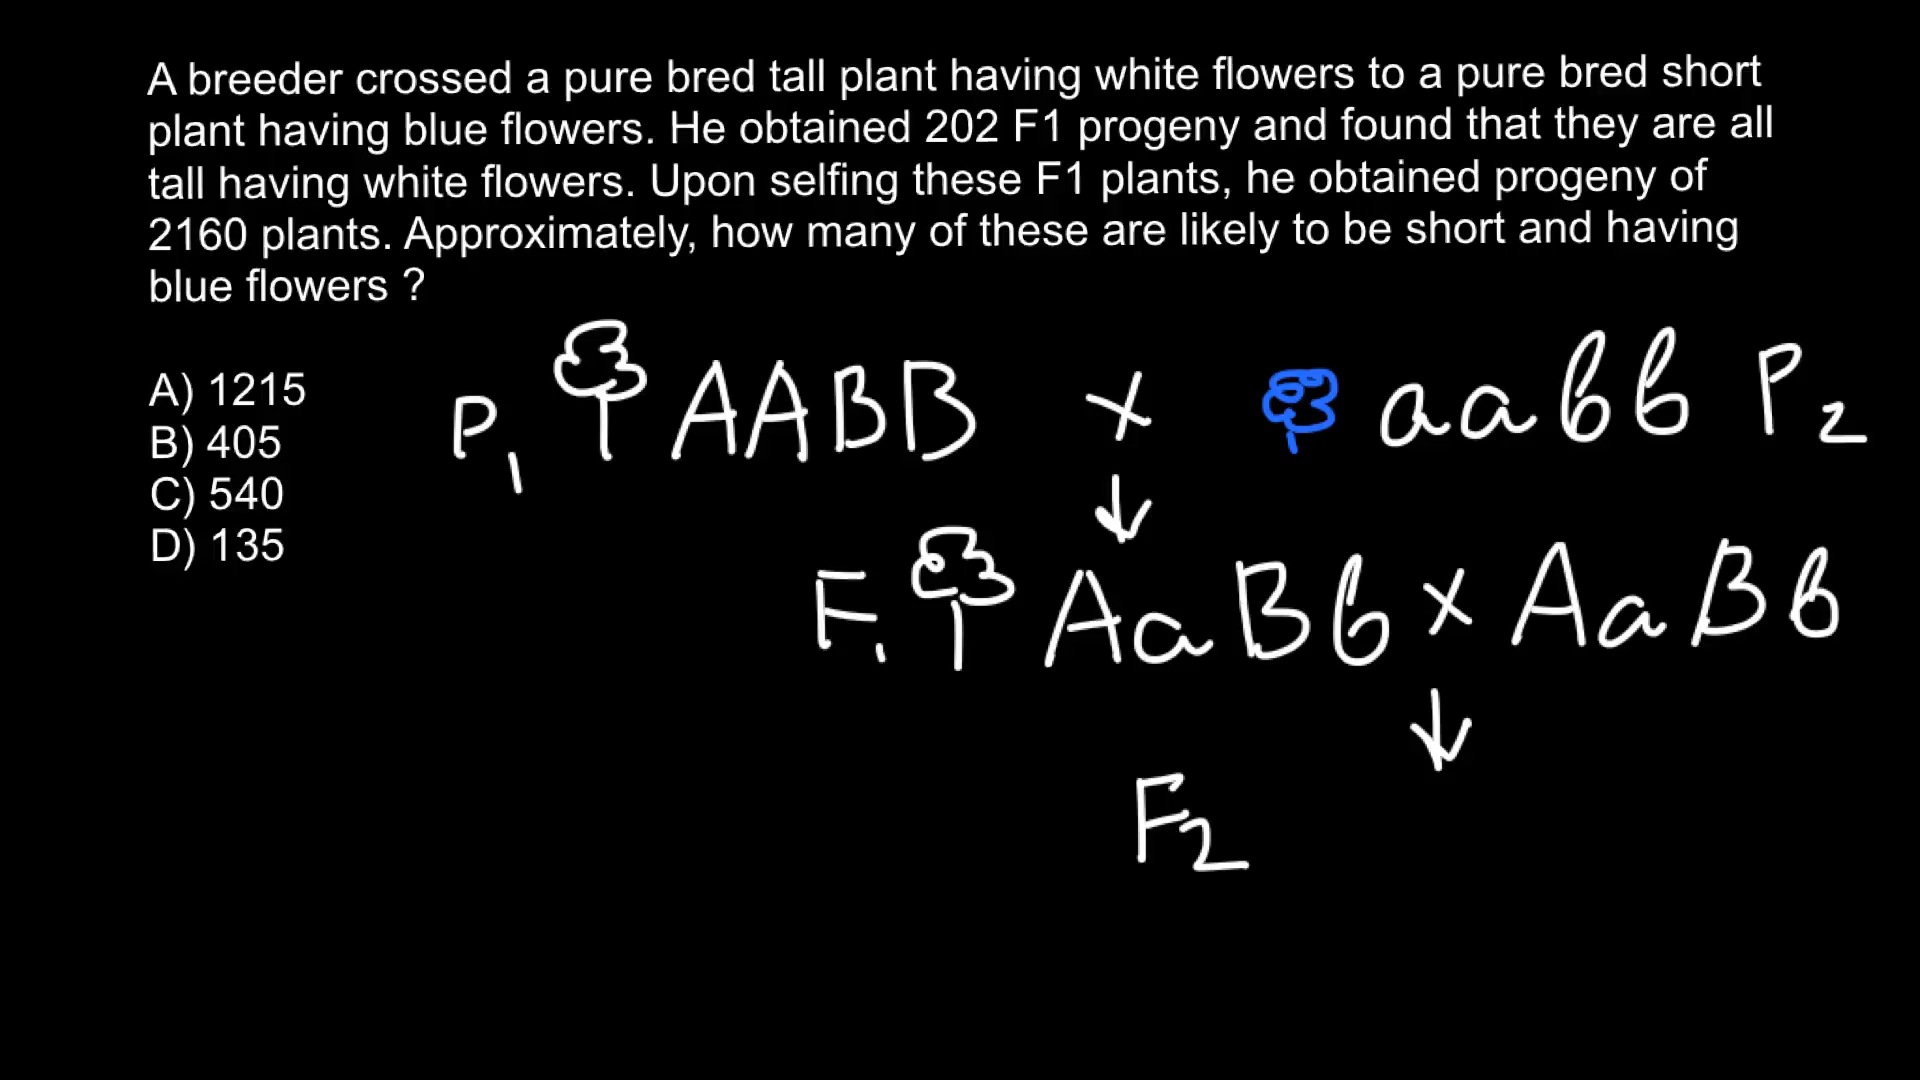 A breeder crossed a pure bred tall plant having white flowers to a pure bred short
plant having blue flowers. He obtained 202 F1 progeny and found that they are all
tall having white flowers. Upon selfing these F1 plants, he obtained progeny of
2160 plants. Approximately, how many of these are likely to be short and having
blue flowers ?
A) 1215
B) 405
C) 540
D) 135
P1 AABB x aabb P2
F1 AaBb x AaBb
F2